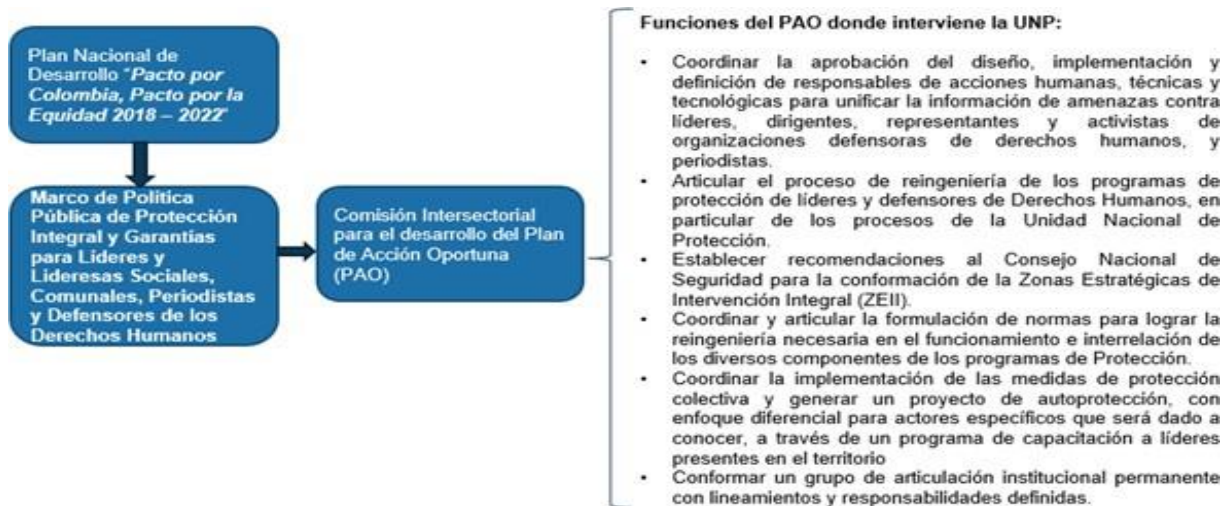 Plan Nacional de
Desarrollo "Pacto por
Colombia, Pacto por la
Equidad 2018 – 2022"
Marco de Política
Pública de Protección
Integral y Garantías
para Líderes y
Lideresas Sociales,
Comunales, Periodistas
y Defensores de los
Derechos Humanos
Comisión Intersectorial
para el desarrollo del Plan
de Acción Oportuna
(PAO)
Funciones del PAO donde interviene la UNP:
• Coordinar la aprobación del diseño, implementación y
definición de responsables de acciones humanas, técnicas y
tecnológicas para unificar la información de amenazas contra
líderes, dirigentes, representantes y activistas de
organizaciones defensoras de derechos humanos, y
periodistas.
• Articular el proceso de reingeniería de los programas de
protección de líderes y defensores de Derechos Humanos, en
particular de los procesos de la Unidad Nacional de
Protección.
• Establecer recomendaciones al Consejo Nacional de
Seguridad para la conformación de la Zonas Estratégicas de
Intervención Integral (ZEII).
• Coordinar y articular la formulación de normas para lograr la
reingeniería necesaria en el funcionamiento e interrelación de
los diversos componentes de los programas de Protección.
• Coordinar la implementación de las medidas de protección
colectiva y generar un proyecto de autoprotección, con
enfoque diferencial para actores específicos que será dado a
conocer, a través de un programa de capacitación a líderes
presentes en el territorio
• Conformar un grupo de articulación institucional permanente
con lineamientos y responsabilidades definidas.